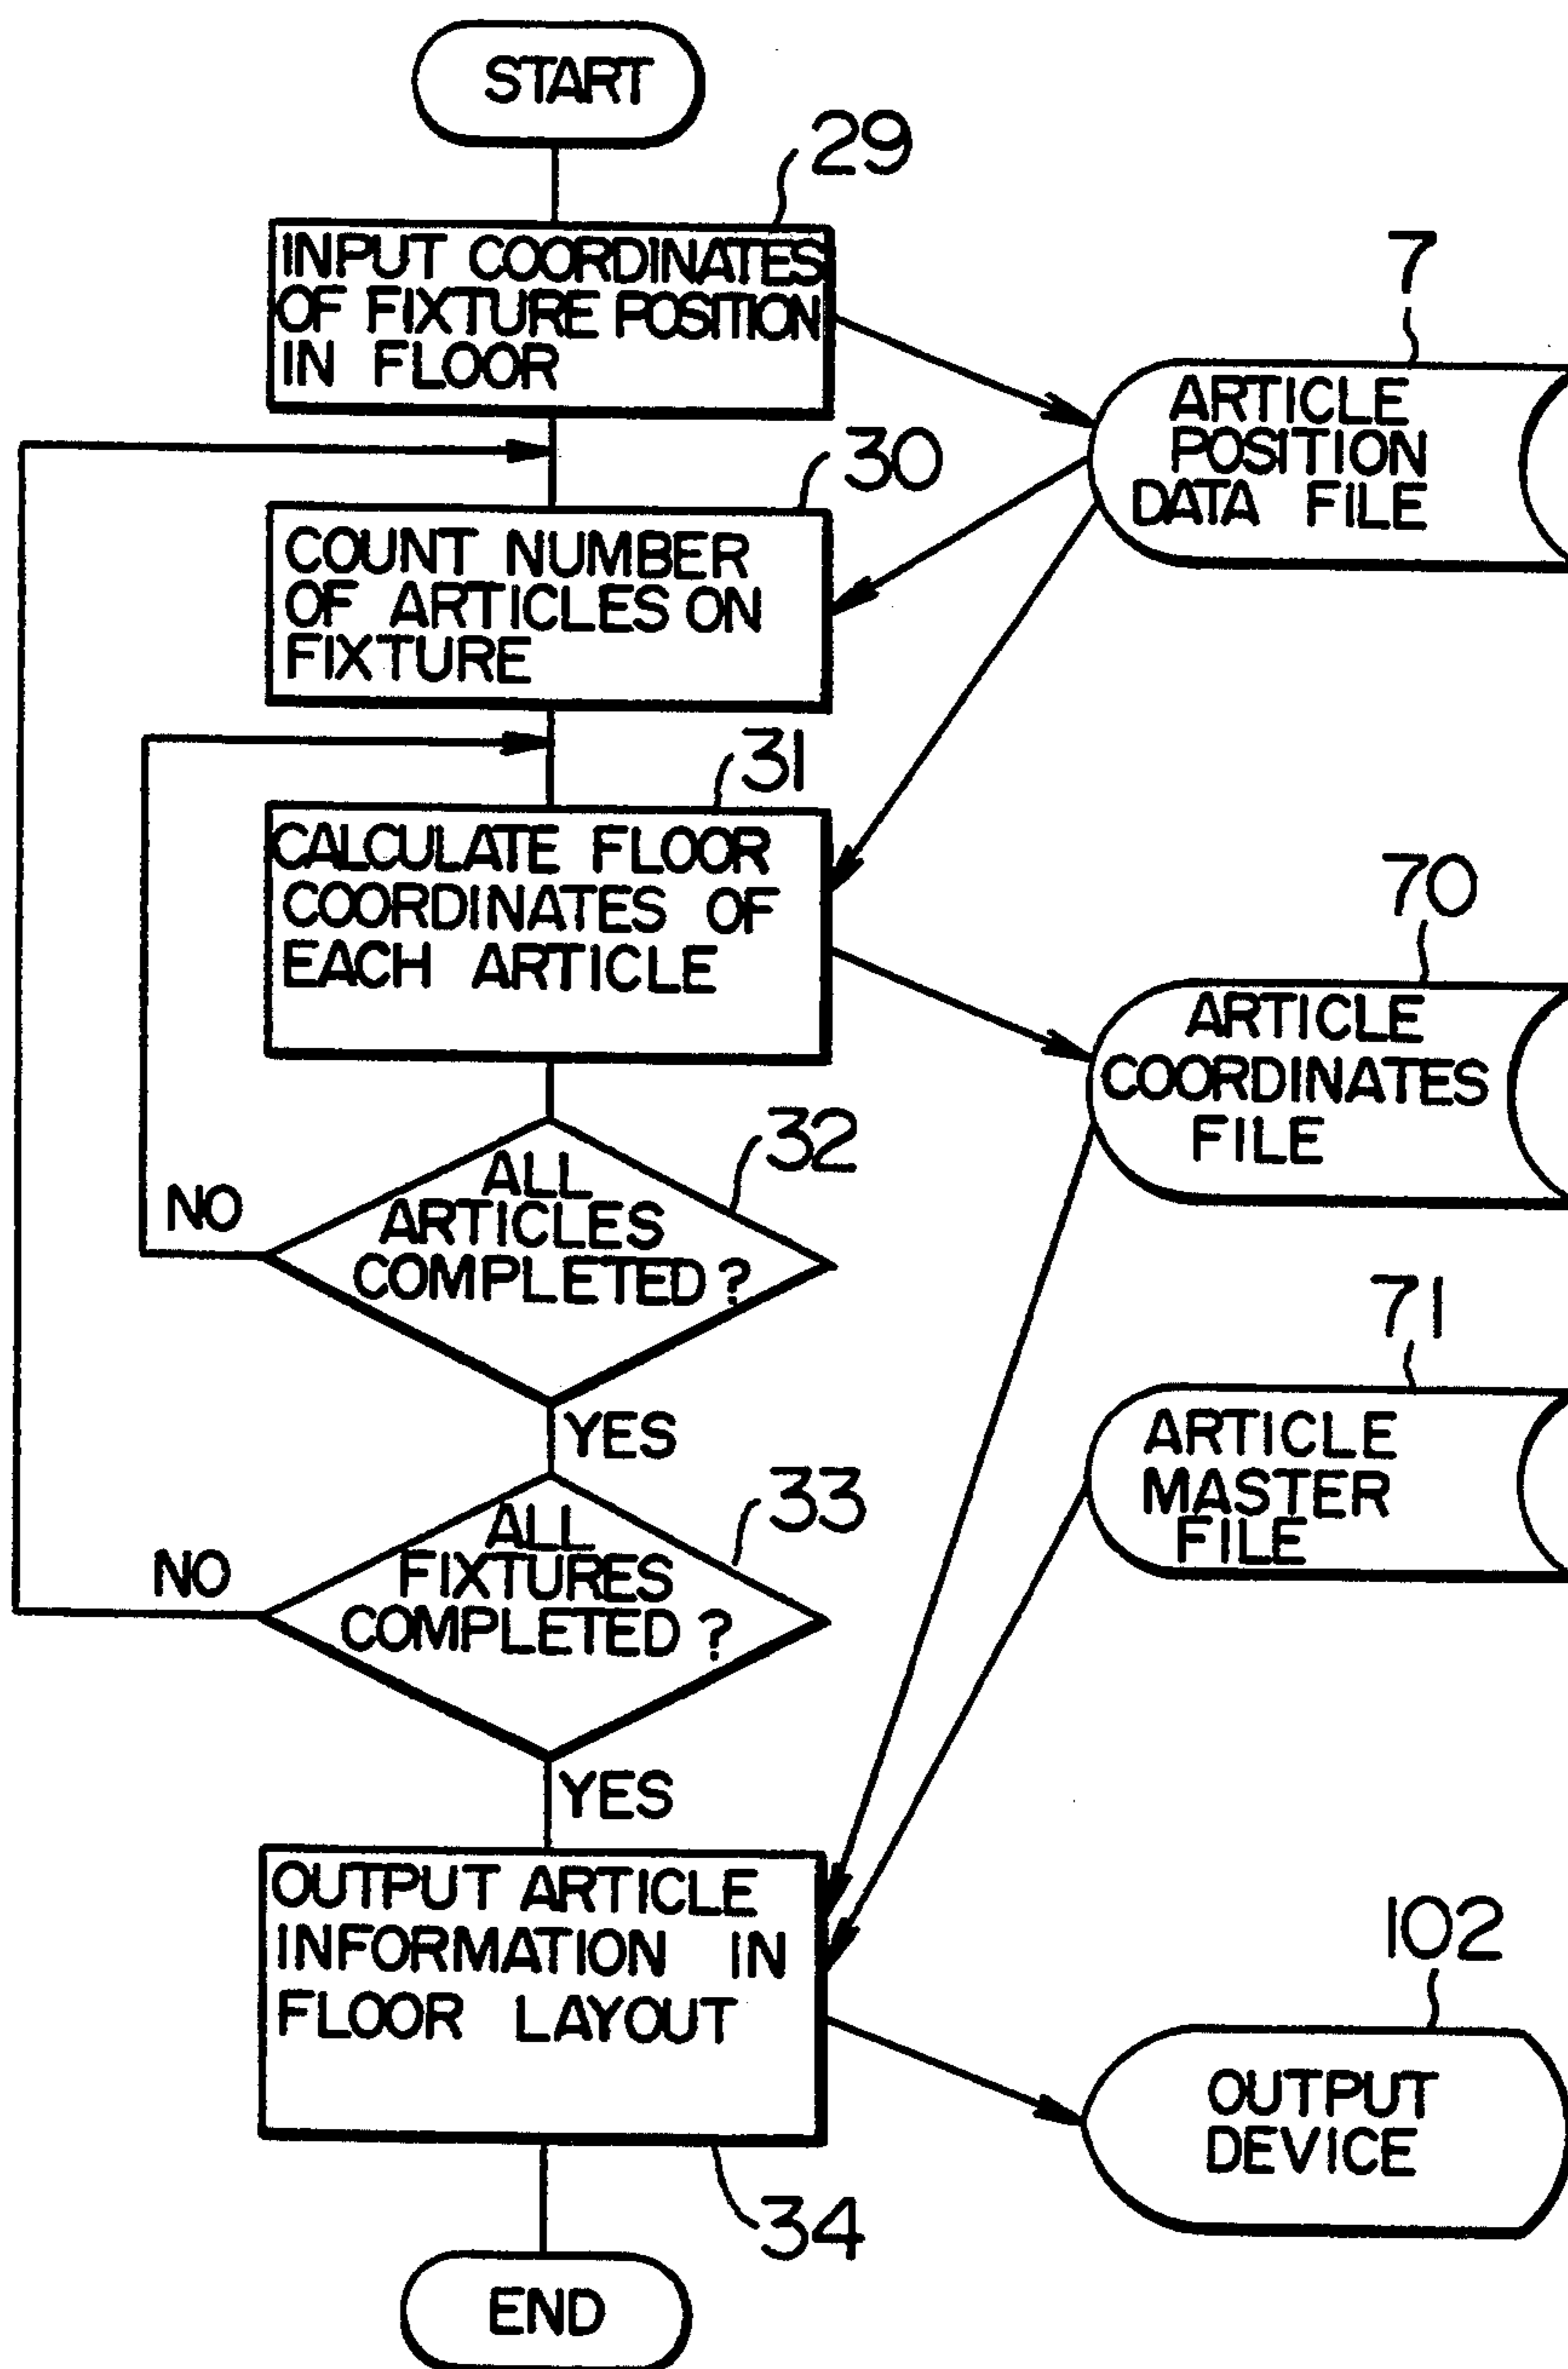 START
29
INPUT COORDINATES
OF FIXTURE POSITION
IN FLOOR
7
ARTICLE
POSITION
DATA FILE
30
COUNT NUMBER
OF ARTICLES ON
FIXTURE
31
CALCULATE FLOOR
COORDINATES OF
EACH ARTICLE
70
ARTICLE
COORDINATES
FILE
32
ALL
ARTICLES
COMPLETED ?
NO
YES
71
ARTICLE
MASTER
FILE
33
ALL
FIXTURES
COMPLETED ?
NO
YES
OUTPUT ARTICLE
INFORMATION IN
FLOOR LAYOUT
34
102
OUTPUT
DEVICE
END